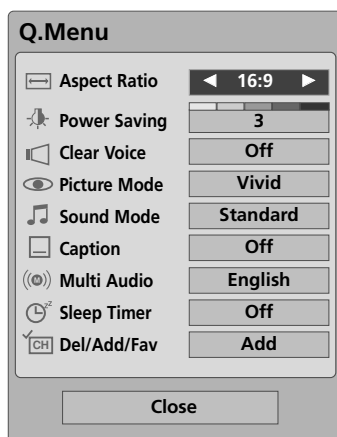 Q.Menu
Aspect Ratio ◀ 16:9 ▶
Power Saving 3
Clear Voice Off
Picture Mode Vivid
Sound Mode Standard
Caption Off
Multi Audio English
Sleep Timer Off
CH Del/Add/Fav Add
Close